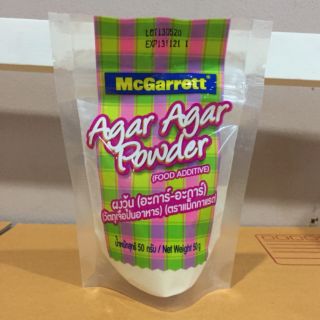 LOT130520
EXP131121 X
McGarrett
Agar Agar
Powder
(FOOD ADDITIVE)
ผงวุ้น (อะการ์-อะการ์)
(วัตถุเจือปนอาหาร) (ตราแม็กกาแรต)
น้ำหนักสุทธิ 50 กรัม / Net Weight 50 g